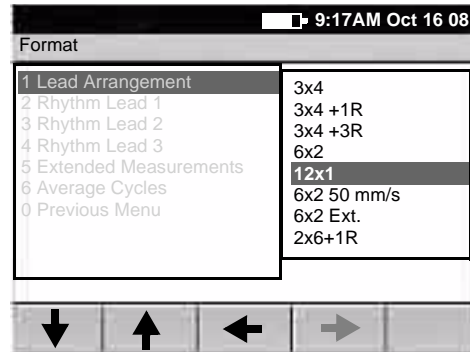 9:17AM Oct 16 08
Format
1 Lead Arrangement
2 Rhythm Lead 1
3 Rhythm Lead 2
4 Rhythm Lead 3
5 Extended Measurements
6 Average Cycles
0 Previous Menu
3x4
3x4 +1R
3x4 +3R
6x2
12x1
6x2 50 mm/s
6x2 Ext.
2x6+1R